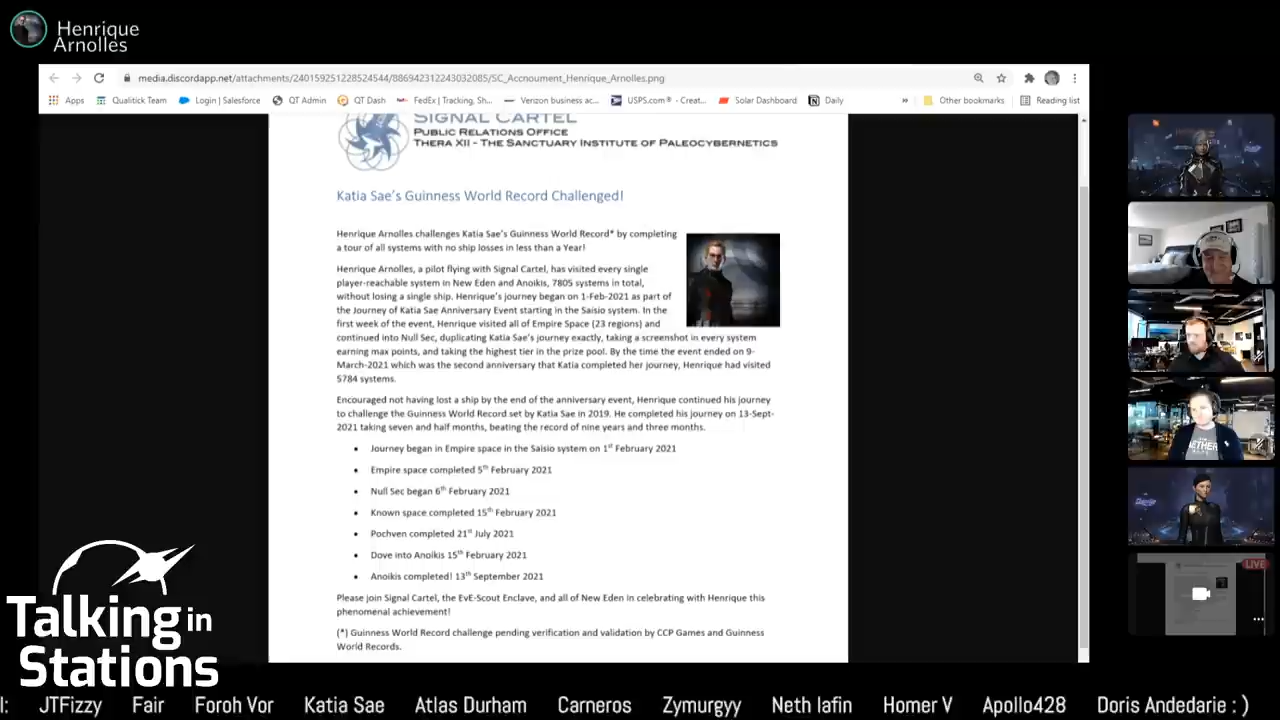 Henrique
Arnolles
media.discordapp.net/attachments/240159251228524544/886942312243032085/SC_Accnoument_Henrique_Arnolles.png
Apps Qualitick Team Login | Salesforce QT Admin QT Dash FedEx | Tracking, Sh... Verizon business ac... USPS.com® - Creat... Solar Dashboard Daily » Other bookmarks Reading list
SIGNAL CARTEL
PUBLIC RELATIONS OFFICE
THERA XII - THE SANCTUARY INSTITUTE OF PALEOCYBERNETICS
Katia Sae's Guinness World Record Challenged!
Henrique Arnolles challenges Katia Sae's Guinness World Record* by completing
a tour of all systems with no ship losses in less than a Year!
Henrique Arnolles, a pilot flying with Signal Cartel, has visited every single
player-reachable system in New Eden and Anoikis, 7805 systems in total,
without losing a single ship. Henrique's journey began on 1-Feb-2021 as part of
the Journey of Katia Sae Anniversary Event starting in the Saisio system. In the
first week of the event, Henrique visited all of Empire Space (23 regions) and
continued into Null Sec, duplicating Katia Sae's journey exactly, taking a screenshot in every system
earning max points, and taking the highest tier in the prize pool. By the time the event ended on 9-
March-2021 which was the second anniversary that Katia completed her journey, Henrique had visited
5784 systems.
Encouraged not having lost a ship by the end of the anniversary event, Henrique continued his journey
to challenge the Guinness World Record set by Katia Sae in 2019. He completed his journey on 13-Sept-
2021 taking seven and half months, beating the record of nine years and three months.
• Journey began in Empire space in the Saisio system on 1st February 2021
• Empire space completed 5th February 2021
• Null Sec began 6th February 2021
• Known space completed 15th February 2021
• Pochven completed 21st July 2021
• Dove into Anoikis 15th February 2021
• Anoikis completed! 13th September 2021
Please join Signal Cartel, the EvE-Scout Enclave, and all of New Eden in celebrating with Henrique this
phenomenal achievement!
(*) Guinness World Record challenge pending verification and validation by CCP Games and Guinness
World Records.
LIVE
Talking in
Stations
l: JTFizzy Fair Foroh Vor Katia Sae Atlas Durham Carneros Zymurgyy Neth Iafin Homer V Apollo428 Doris Andedarie : )